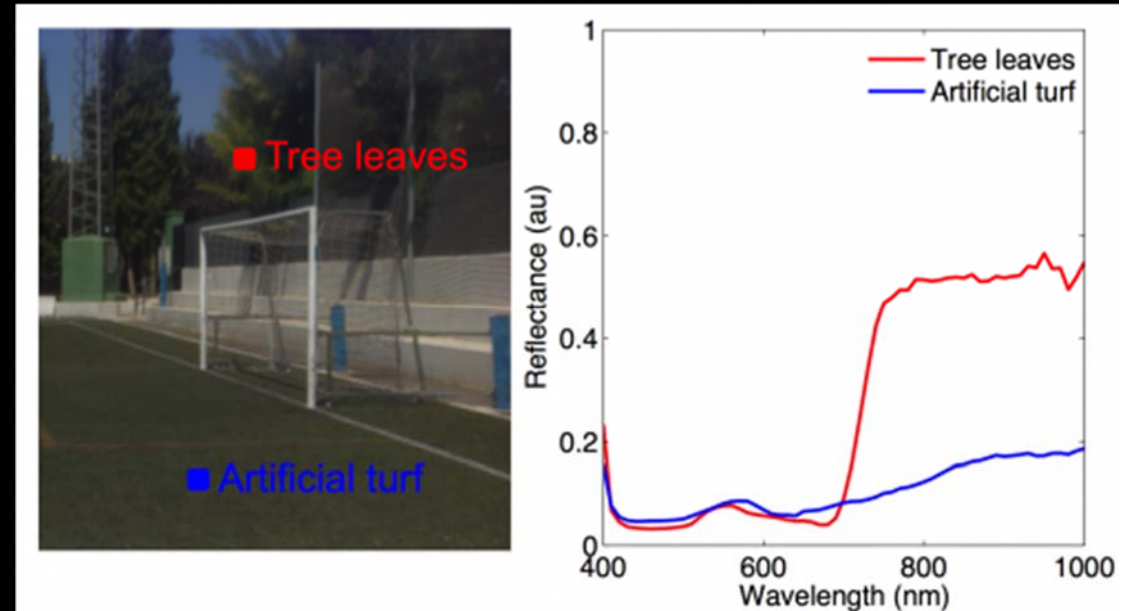 Tree leaves
Artificial turf
Reflectance (au)
1
0.8
0.6
0.4
0.2
0
Tree leaves
Artificial turf
400
600
800
1000
Wavelength (nm)